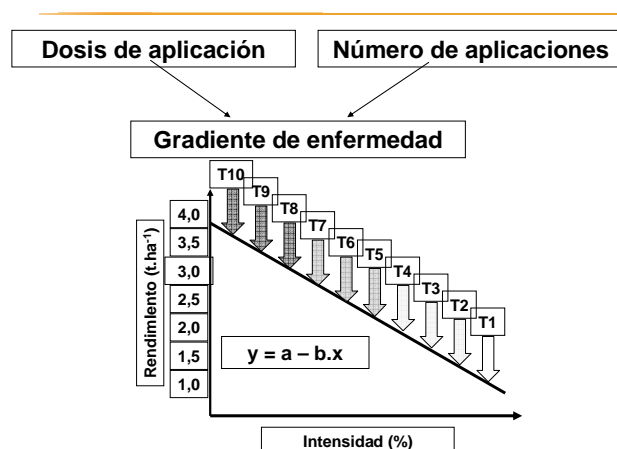 Dosis de aplicación
Número de aplicaciones
Gradiente de enfermedad
T10
T9
T8
T7
T6
T5
T4
T3
T2
T1
Rendimiento (t.ha⁻¹)
4,0
3,5
3,0
2,5
2,0
1,5
1,0
y = a – b.x
Intensidad (%)